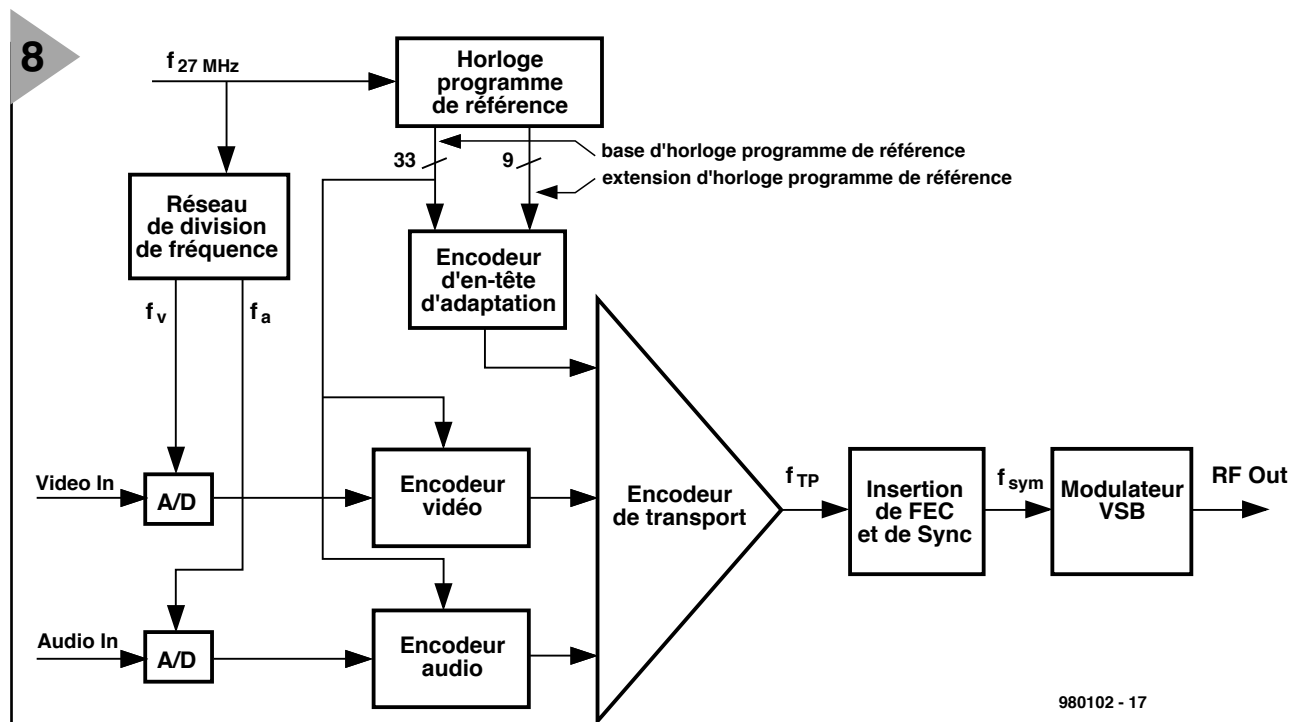 8
f 27 MHz
Horloge
programme
de référence
33
9
base d'horloge programme de référence
extension d'horloge programme de référence
Réseau
de division
de fréquence
Encodeur
d'en-tête
d'adaptation
f v
f a
Video In
A/D
Encodeur
vidéo
Encodeur
de transport
f TP
Insertion
de FEC
et de Sync
f sym
Modulateur
VSB
RF Out
Audio In
A/D
Encodeur
audio
980102 - 17